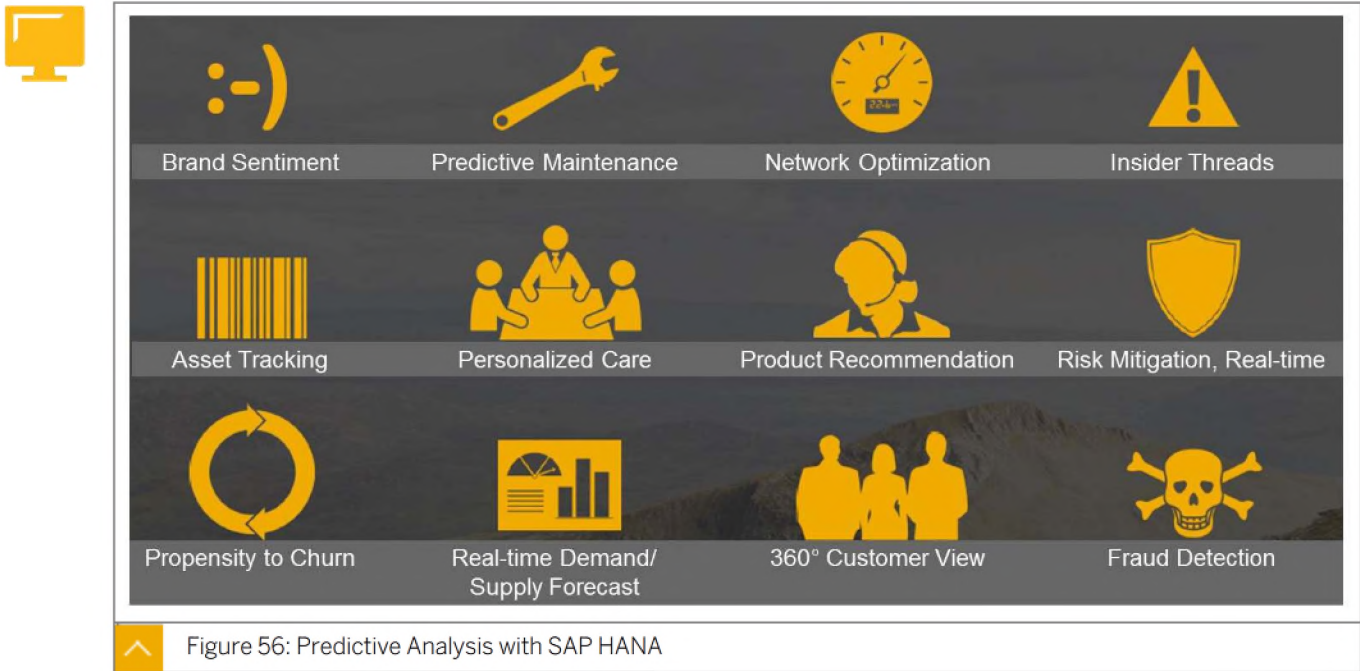 :-)
Brand Sentiment
Predictive Maintenance
Network Optimization
Insider Threads
Asset Tracking
Personalized Care
Product Recommendation
Risk Mitigation, Real-time
Propensity to Churn
Real-time Demand/
Supply Forecast
360° Customer View
Fraud Detection
Figure 56: Predictive Analysis with SAP HANA